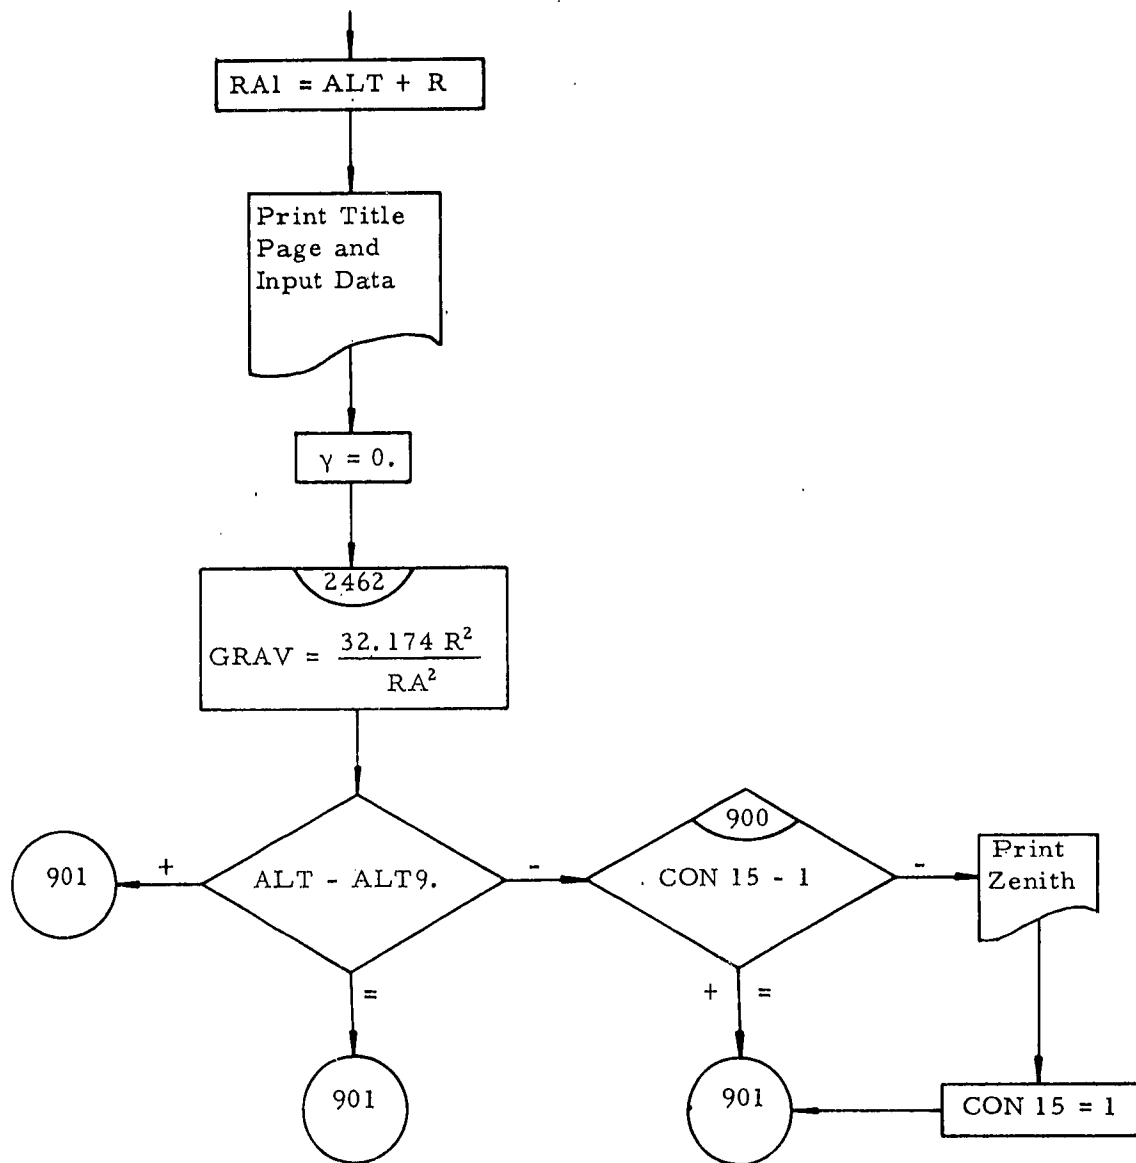 RA1 = ALT + R
Print Title
Page and
Input Data
γ = 0.
2462
GRAV = 32.174 R²
RA²
901
+
ALT - ALT9.
-
=
901
900
CON 15 - 1
-
+ =
901
Print
Zenith
CON 15 = 1